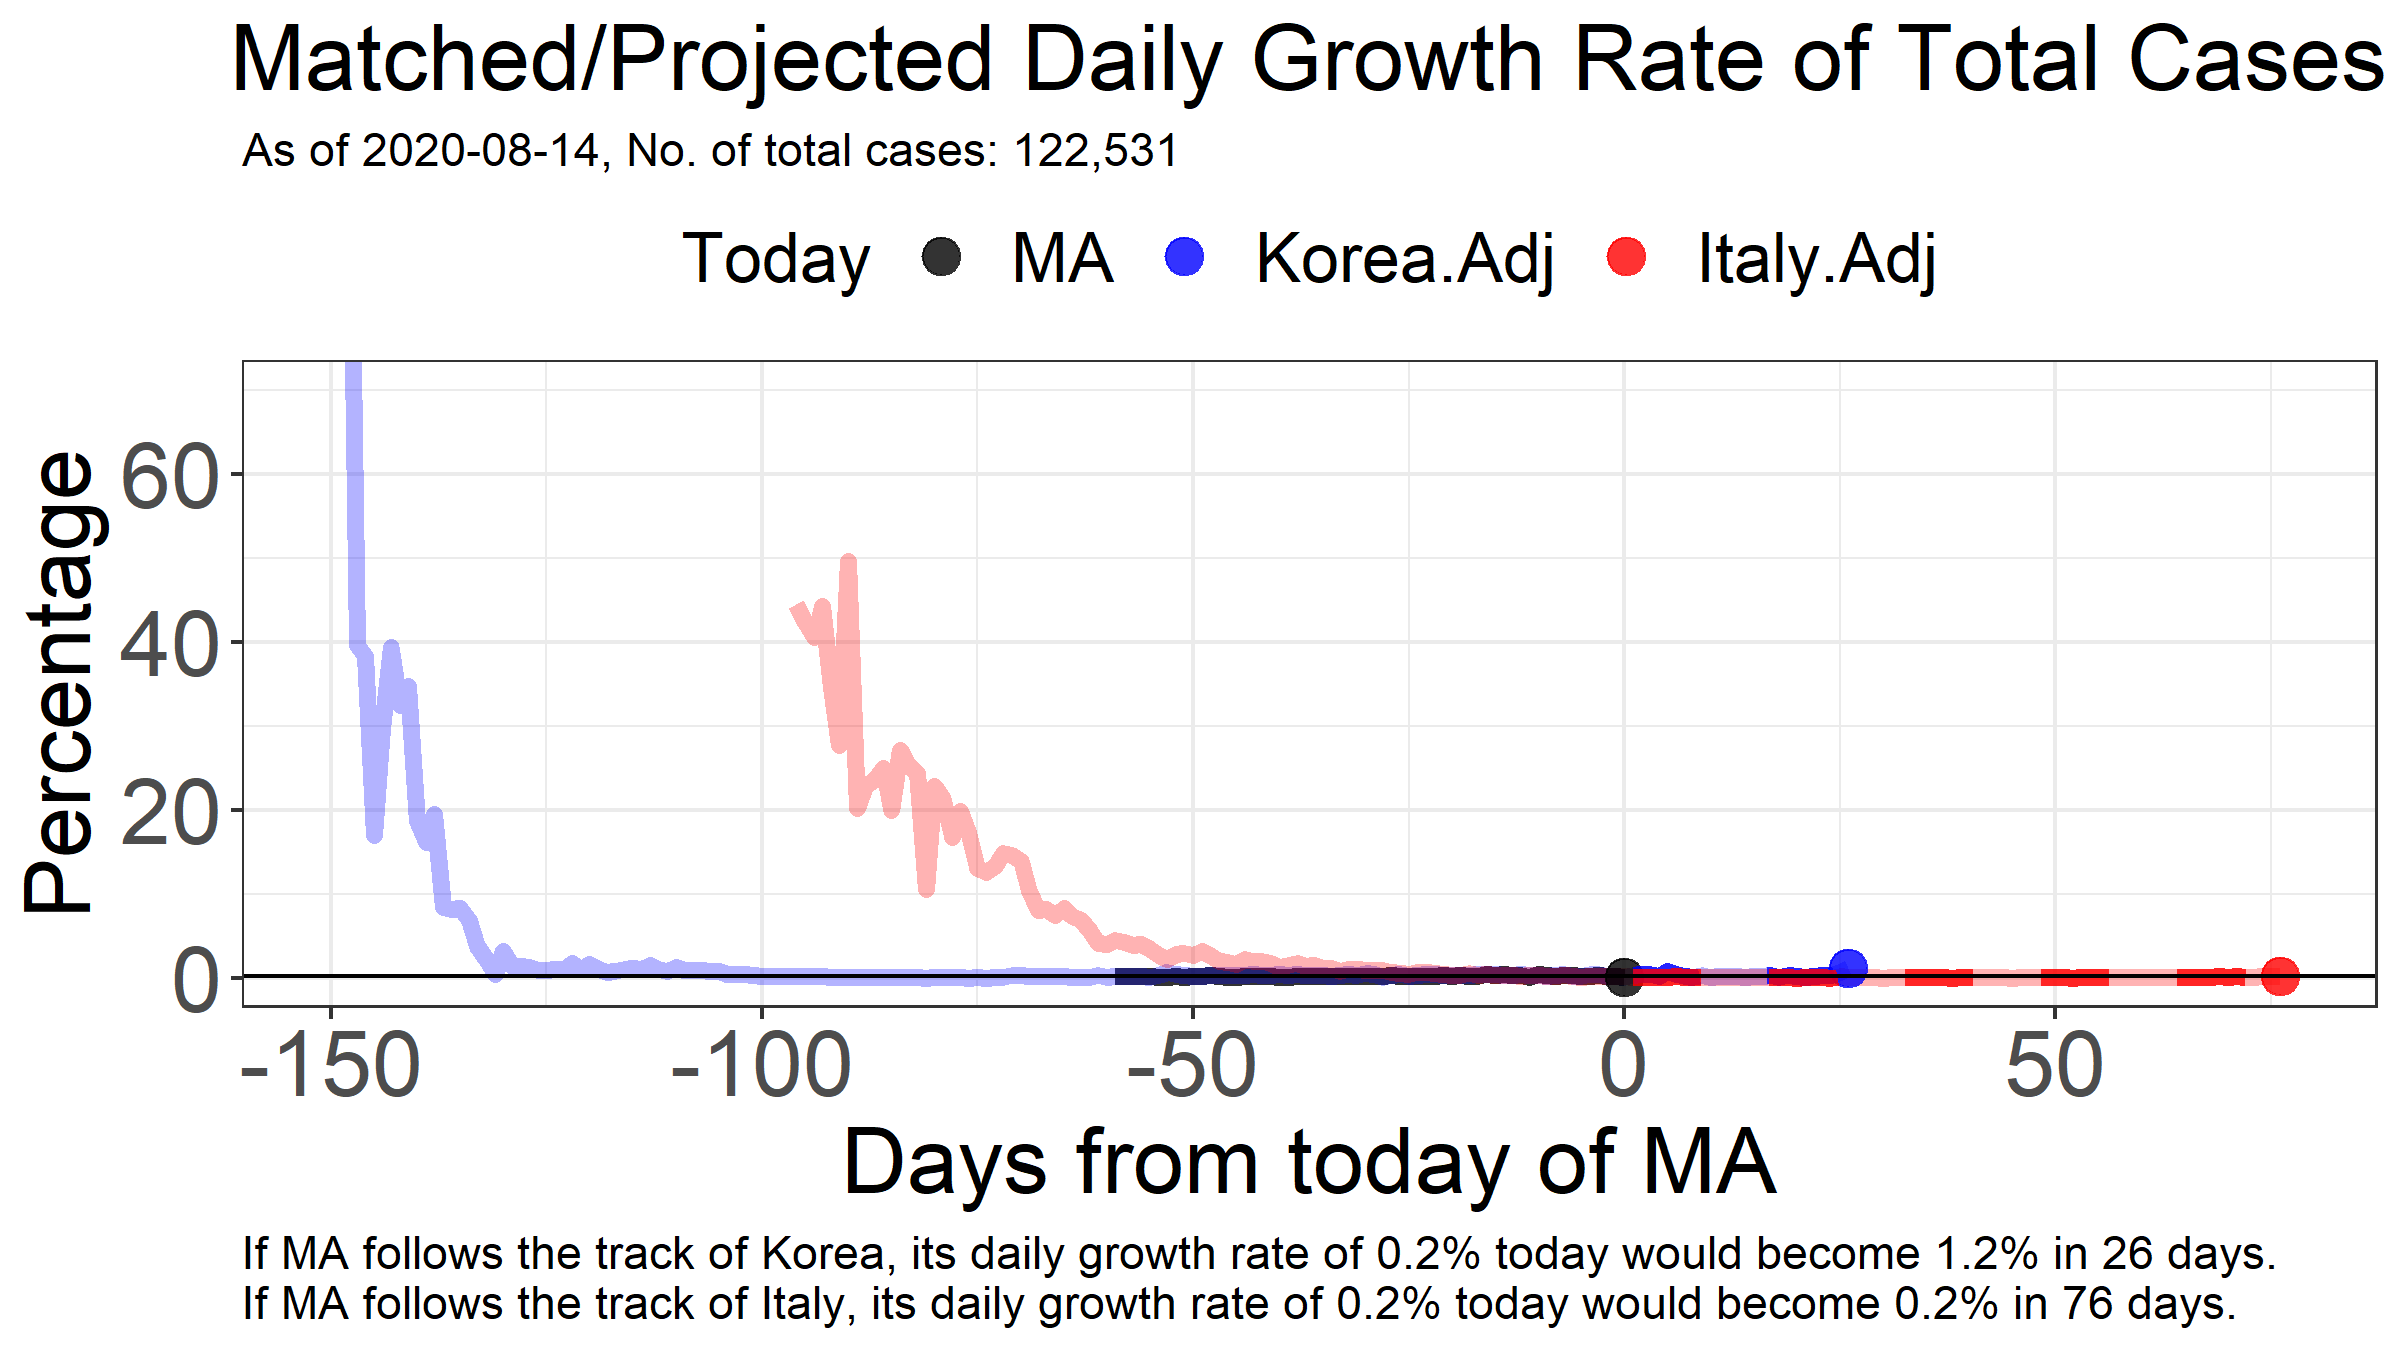 Matched/Projected Daily Growth Rate of Total Cases
As of 2020-08-14, No. of total cases: 122,531
Today MA Korea.Adj Italy.Adj
Percentage
60
40
20
0
-150 -100 -50 0 50
Days from today of MA
If MA follows the track of Korea, its daily growth rate of 0.2% today would become 1.2% in 26 days.
If MA follows the track of Italy, its daily growth rate of 0.2% today would become 0.2% in 76 days.